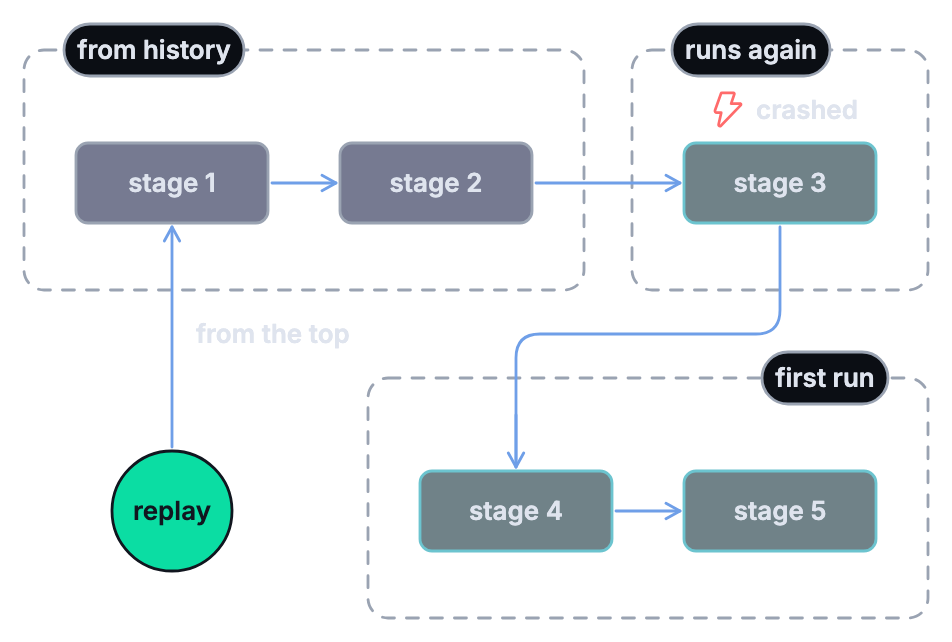 from history
runs again
crashed
stage 1
stage 2
stage 3
from the top
first run
replay
stage 4
stage 5